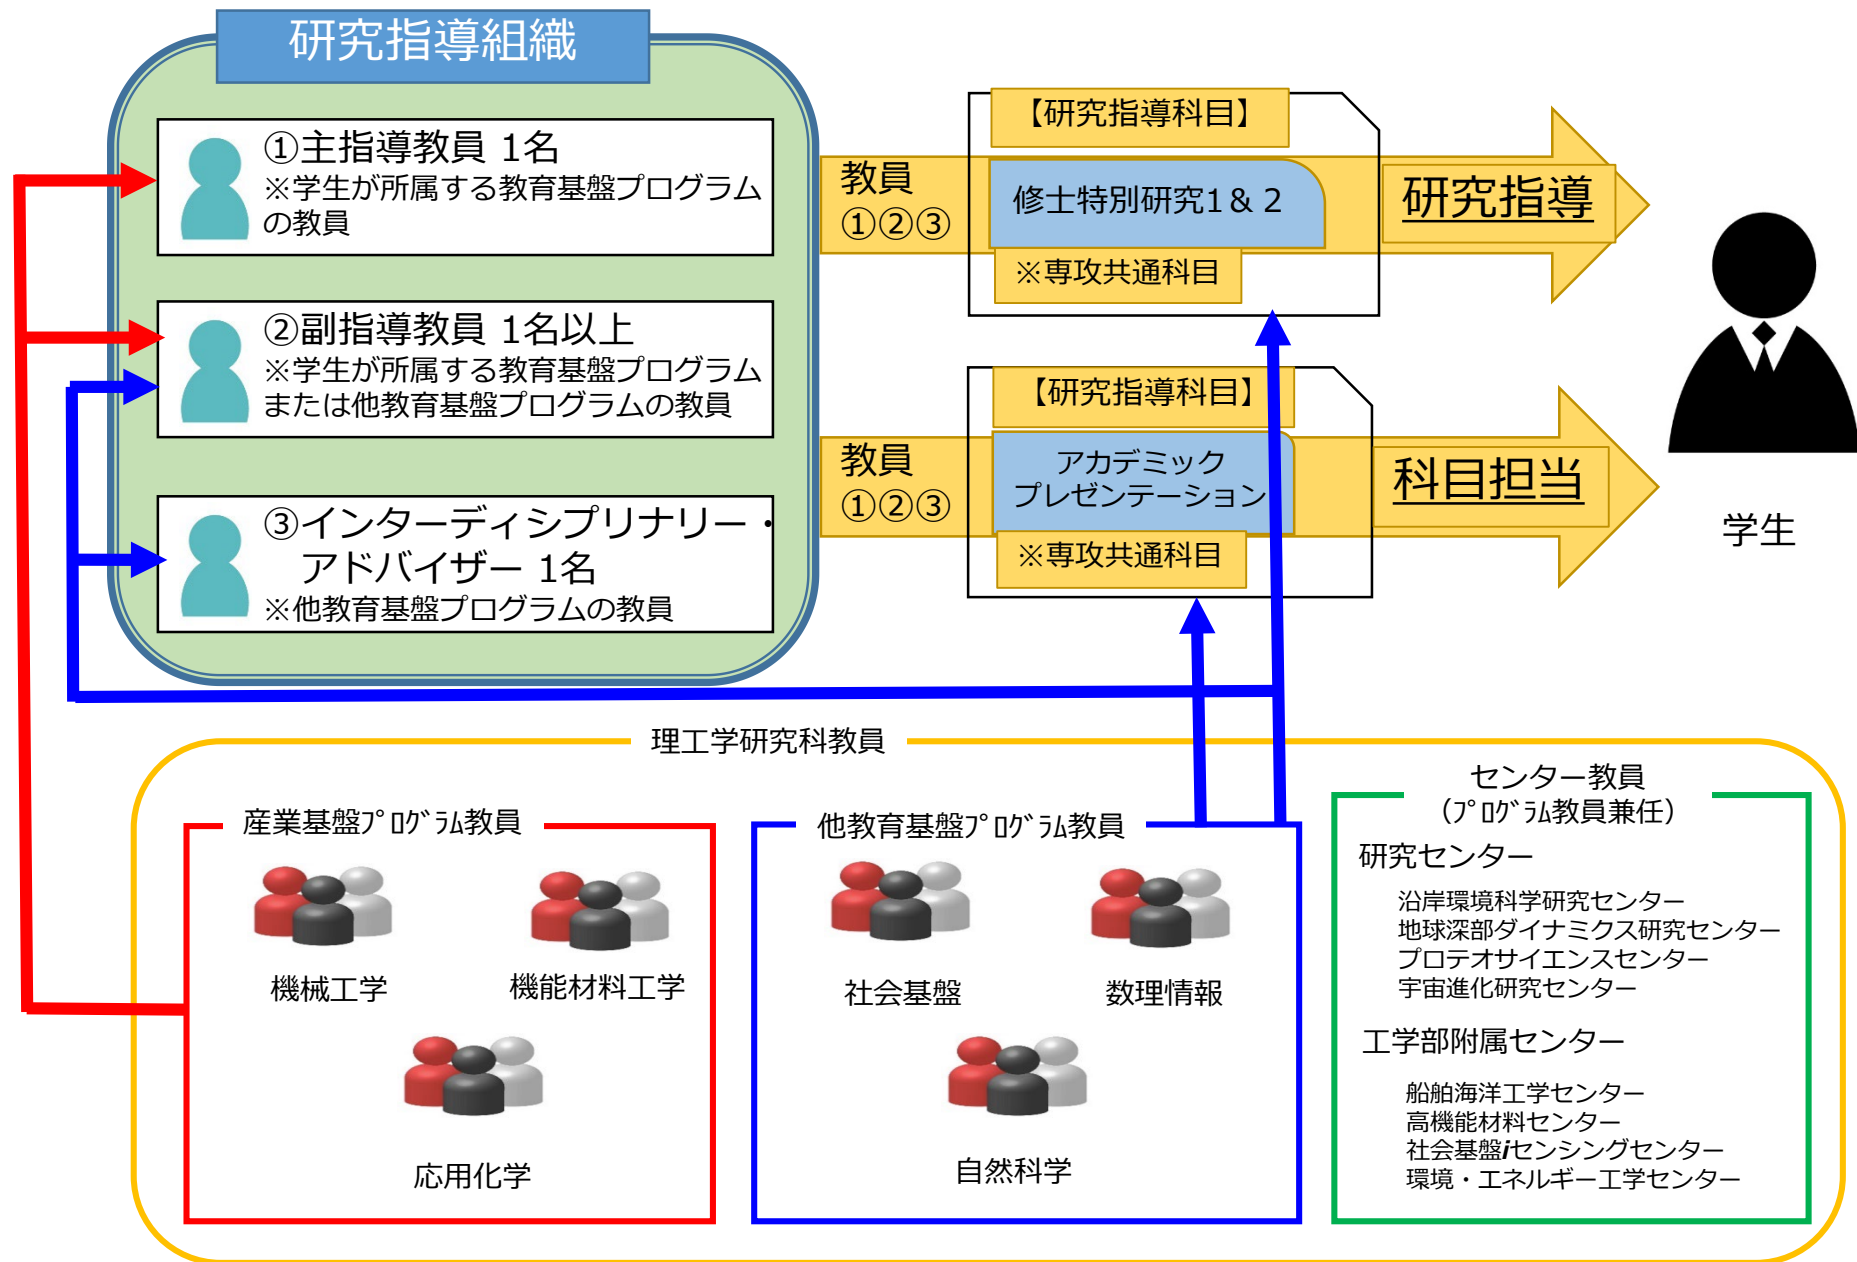 研究指導組織
①主指導教員 1名
※学生が所属する教育基盤プログラム
の教員
②副指導教員 1名以上
※学生が所属する教育基盤プログラム
または他教育基盤プログラムの教員
③インターディシプリナリー・
アドバイザー 1名
※他教育基盤プログラムの教員
教員
①②③
【研究指導科目】
修士特別研究1& 2
※専攻共通科目
研究指導
教員
①②③
【研究指導科目】
アカデミック
プレゼンテーション
※専攻共通科目
科目担当
学生
理工学研究科教員
産業基盤ﾌﾟﾛｸﾞﾗﾑ教員
機械工学
機能材料工学
応用化学
他教育基盤ﾌﾟﾛｸﾞﾗﾑ教員
社会基盤
数理情報
自然科学
センター教員
（ﾌﾟﾛｸﾞﾗﾑ教員兼任）
研究センター
沿岸環境科学研究センター
地球深部ダイナミクス研究センター
プロテオサイエンスセンター
宇宙進化研究センター
工学部附属センター
船舶海洋工学センター
高機能材料センター
社会基盤iセンシングセンター
環境・エネルギー工学センター